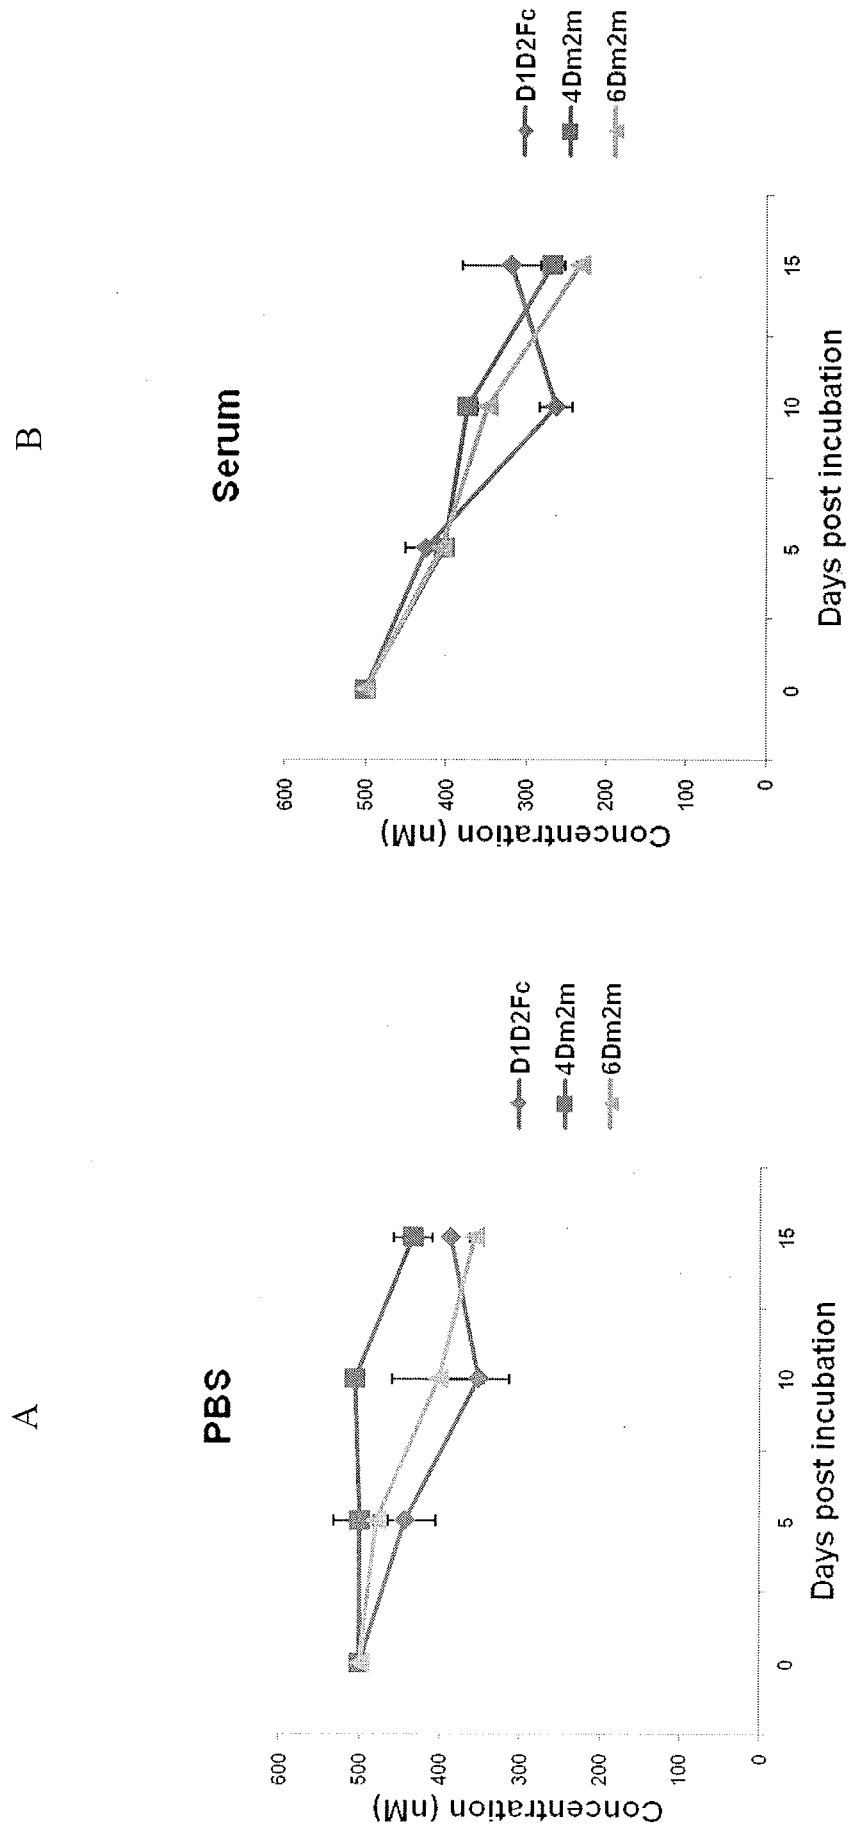 A
PBS
Concentration (nM)
600
500
400
300
200
100
0
0
5
10
15
Days post incubation
D1D2Fc
4Dm2m
6Dm2m
B
Serum
Concentration (nM)
600
500
400
300
200
100
0
0
5
10
15
Days post incubation
D1D2Fc
4Dm2m
6Dm2m